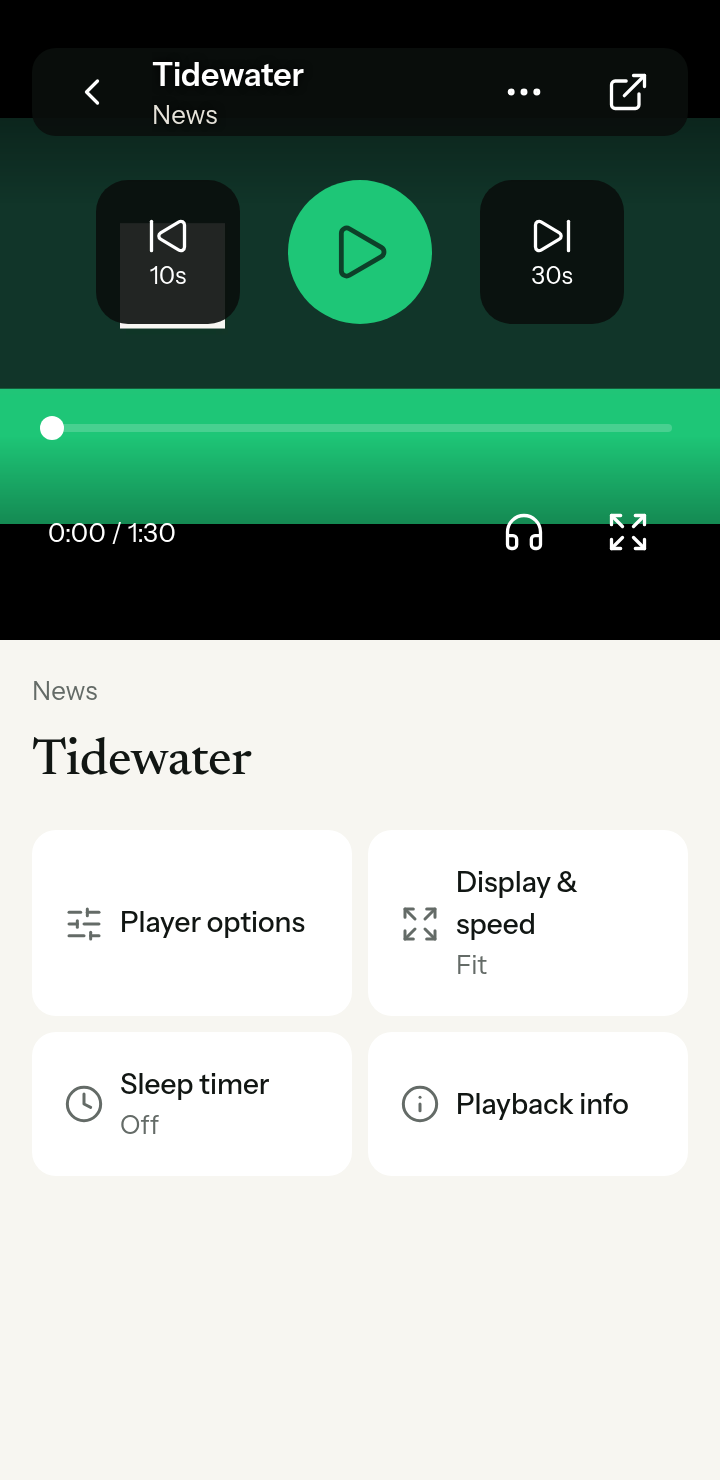 Tidewater
News
10s
30s
0:00 / 1:30
News
Tidewater
Player options
Display &
speed
Fit
Sleep timer
Off
Playback info